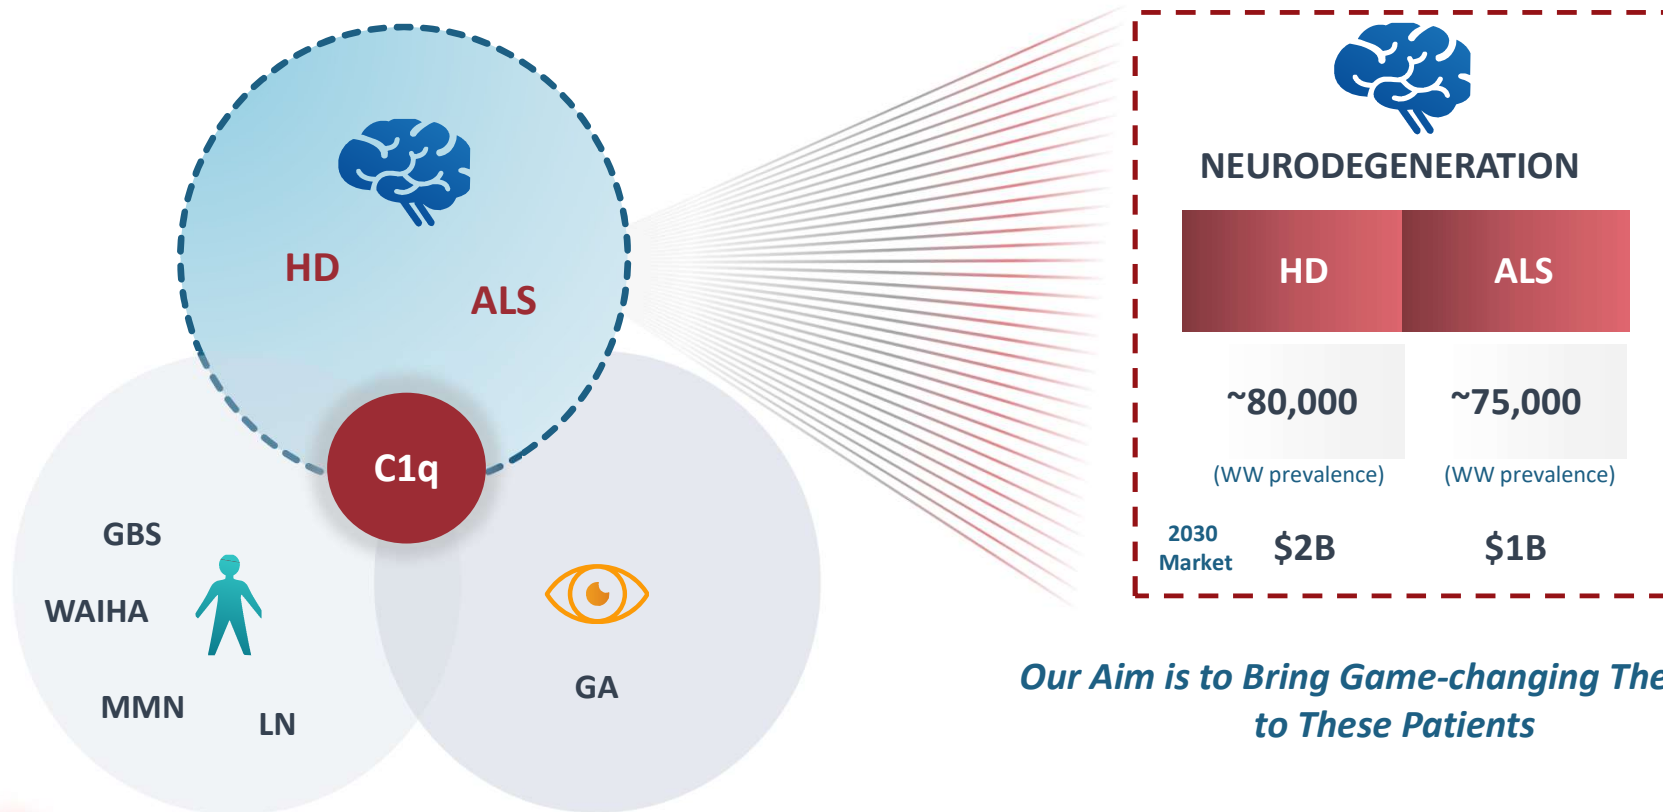 HD
ALS
C1q
GBS
WAIHA
MMN
LN
GA
NEURODEGENERATION
HD ALS
~80,000 ~75,000
(WW prevalence) (WW prevalence)
2030
Market $2B $1B
Our Aim is to Bring Game-changing The
to These Patients